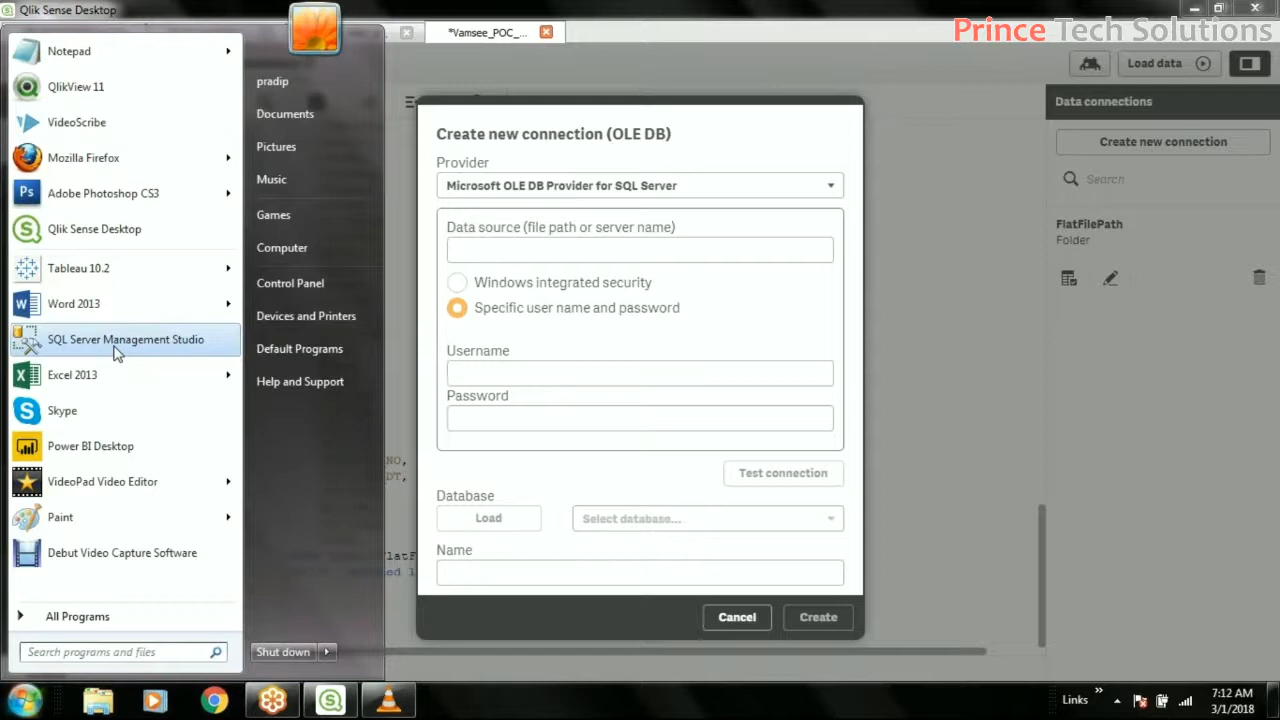 Qlik Sense Desktop
Prince Tech Solutions
*Vamsee_POC_...
Load data
Notepad
QlikView 11
VideoScribe
Mozilla Firefox
Adobe Photoshop CS3
Qlik Sense Desktop
Tableau 10.2
Word 2013
SQL Server Management Studio
Excel 2013
Skype
Power BI Desktop
VideoPad Video Editor
Paint
Debut Video Capture Software
All Programs
Search programs and files
pradip
Documents
Pictures
Music
Games
Computer
Control Panel
Devices and Printers
Default Programs
Help and Support
Shut down
Create new connection (OLE DB)
Provider
Microsoft OLE DB Provider for SQL Server
Data source (file path or server name)
Windows integrated security
Specific user name and password
Username
Password
Test connection
Database
Load
Select database...
Name
Cancel
Create
NO,
DT,
Data connections
Create new connection
Search
FlatFilePath
Folder
Links
7:12 AM
3/1/2018